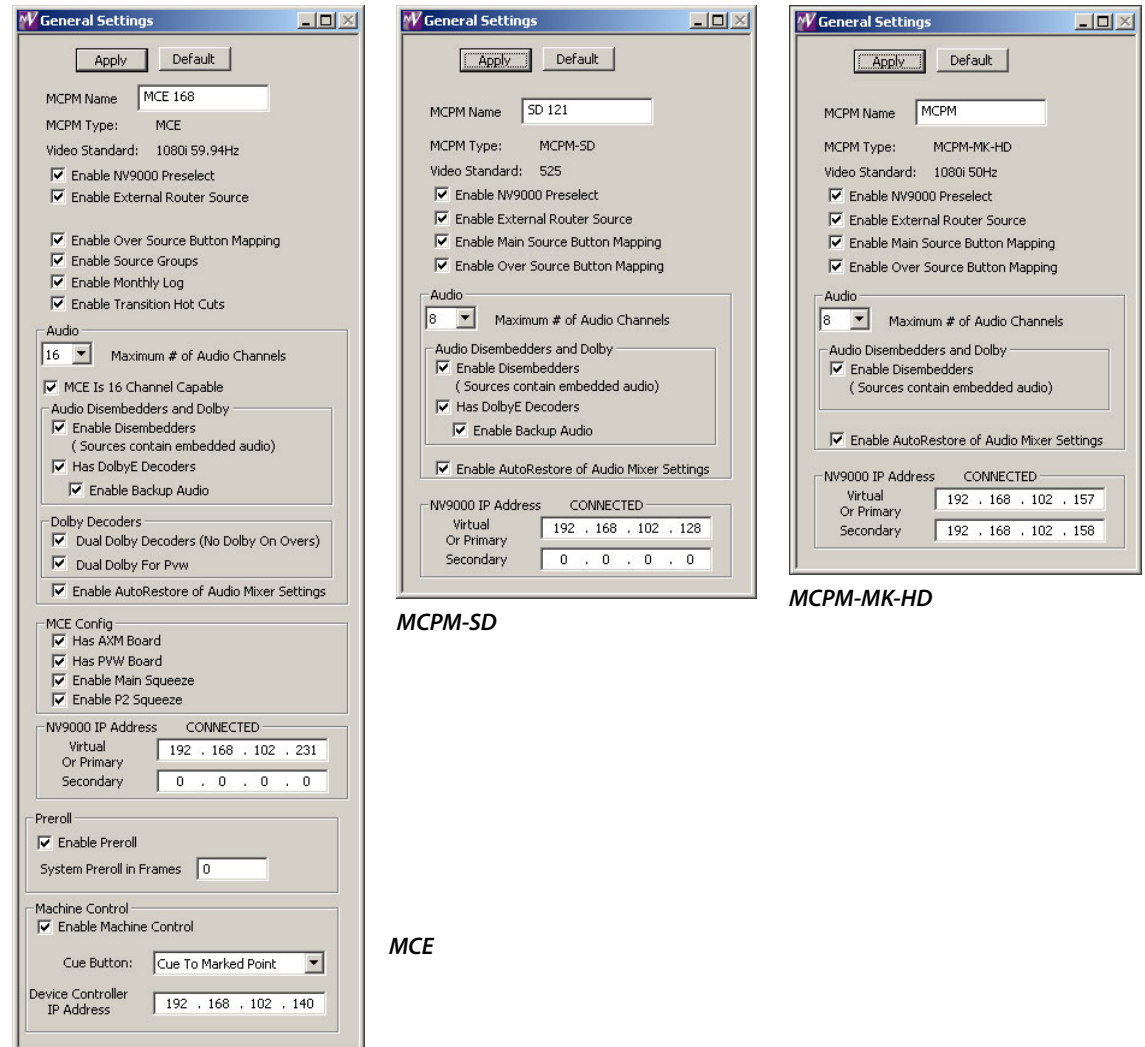 General Settings
Apply Default
MCPM Name MCE 168
MCPM Type: MCE
Video Standard: 1080i 59.94Hz
Enable NV9000 Preselect
Enable External Router Source
Enable Over Source Button Mapping
Enable Source Groups
Enable Monthly Log
Enable Transition Hot Cuts
Audio
16 Maximum # of Audio Channels
MCE Is 16 Channel Capable
Audio Disembedders and Dolby
Enable Disembedders
( Sources contain embedded audio)
Has DolbyE Decoders
Enable Backup Audio
Dolby Decoders
Dual Dolby Decoders (No Dolby On Overs)
Dual Dolby For Pvw
Enable AutoRestore of Audio Mixer Settings
MCE Config
Has AXM Board
Has PVW Board
Enable Main Squeeze
Enable P2 Squeeze
NV9000 IP Address CONNECTED
Virtual
Or Primary
192 . 168 . 102 . 231
Secondary 0 . 0 . 0 . 0
Preroll
Enable Preroll
System Preroll in Frames 0
Machine Control
Enable Machine Control
Cue Button: Cue To Marked Point
Device Controller
IP Address
192 . 168 . 102 . 140
MCE
General Settings
Apply Default
MCPM Name SD 121
MCPM Type: MCPM-SD
Video Standard: 525
Enable NV9000 Preselect
Enable External Router Source
Enable Main Source Button Mapping
Enable Over Source Button Mapping
Audio
8 Maximum # of Audio Channels
Audio Disembedders and Dolby
Enable Disembedders
( Sources contain embedded audio)
Has DolbyE Decoders
Enable Backup Audio
Enable AutoRestore of Audio Mixer Settings
NV9000 IP Address CONNECTED
Virtual
Or Primary
192 . 168 . 102 . 128
Secondary 0 . 0 . 0 . 0
MCPM-SD
General Settings
Apply Default
MCPM Name MCPM
MCPM Type: MCPM-MK-HD
Video Standard: 1080i 50Hz
Enable NV9000 Preselect
Enable External Router Source
Enable Main Source Button Mapping
Enable Over Source Button Mapping
Audio
8 Maximum # of Audio Channels
Audio Disembedders and Dolby
Enable Disembedders
( Sources contain embedded audio)
Enable AutoRestore of Audio Mixer Settings
NV9000 IP Address CONNECTED
Virtual
Or Primary
192 . 168 . 102 . 157
Secondary 192 . 168 . 102 . 158
MCPM-MK-HD